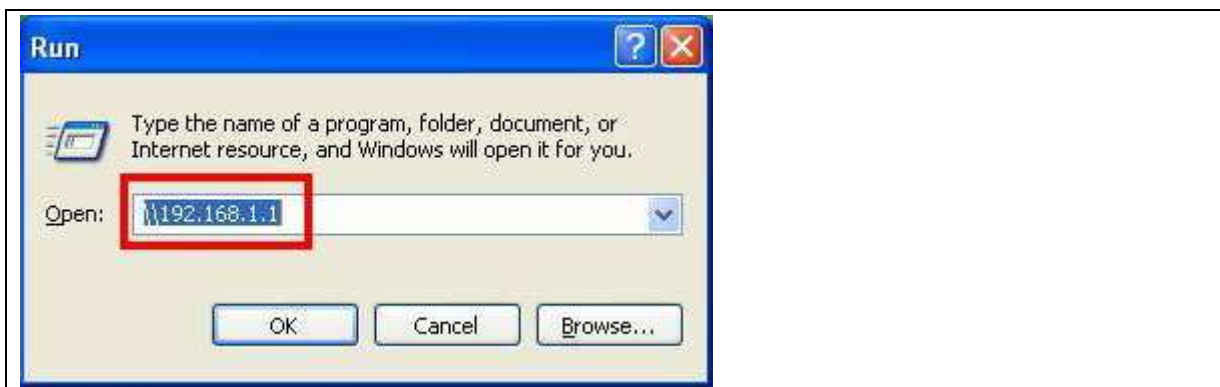 Run
Type the name of a program, folder, document, or
Internet resource, and Windows will open it for you.
Open: \\192.168.1.1
OK Cancel Browse...